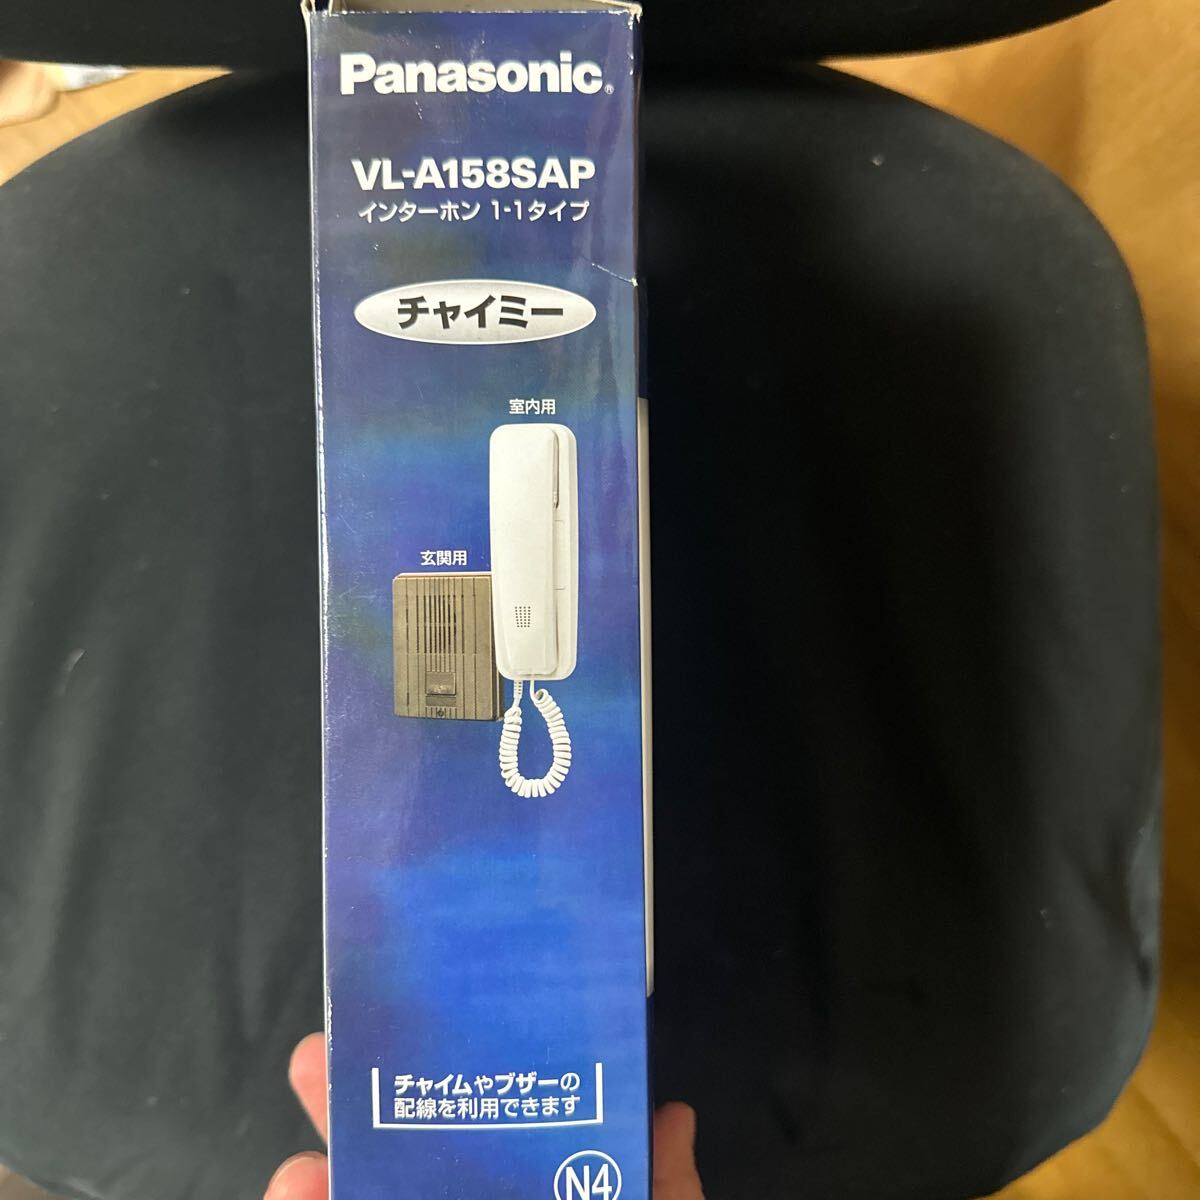 Panasonic®
VL-A158SAP
インターホン 1-1タイプ
チャイミー
室内用
玄関用
チャイムやブザーの
配線を利用できます
N4